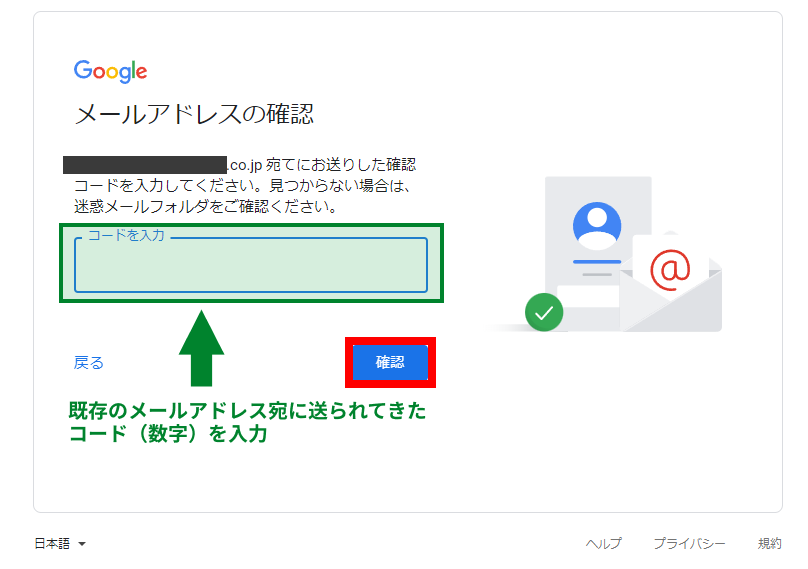 Google
メールアドレスの確認
.co.jp 宛てにお送りした確認
コードを入力してください。見つからない場合は、
迷惑メールフォルダをご確認ください。
コードを入力
@
戻る
確認
既存のメールアドレス宛に送られてきた
コード（数字）を入力
日本語
ヘルプ
プライバシー
規約